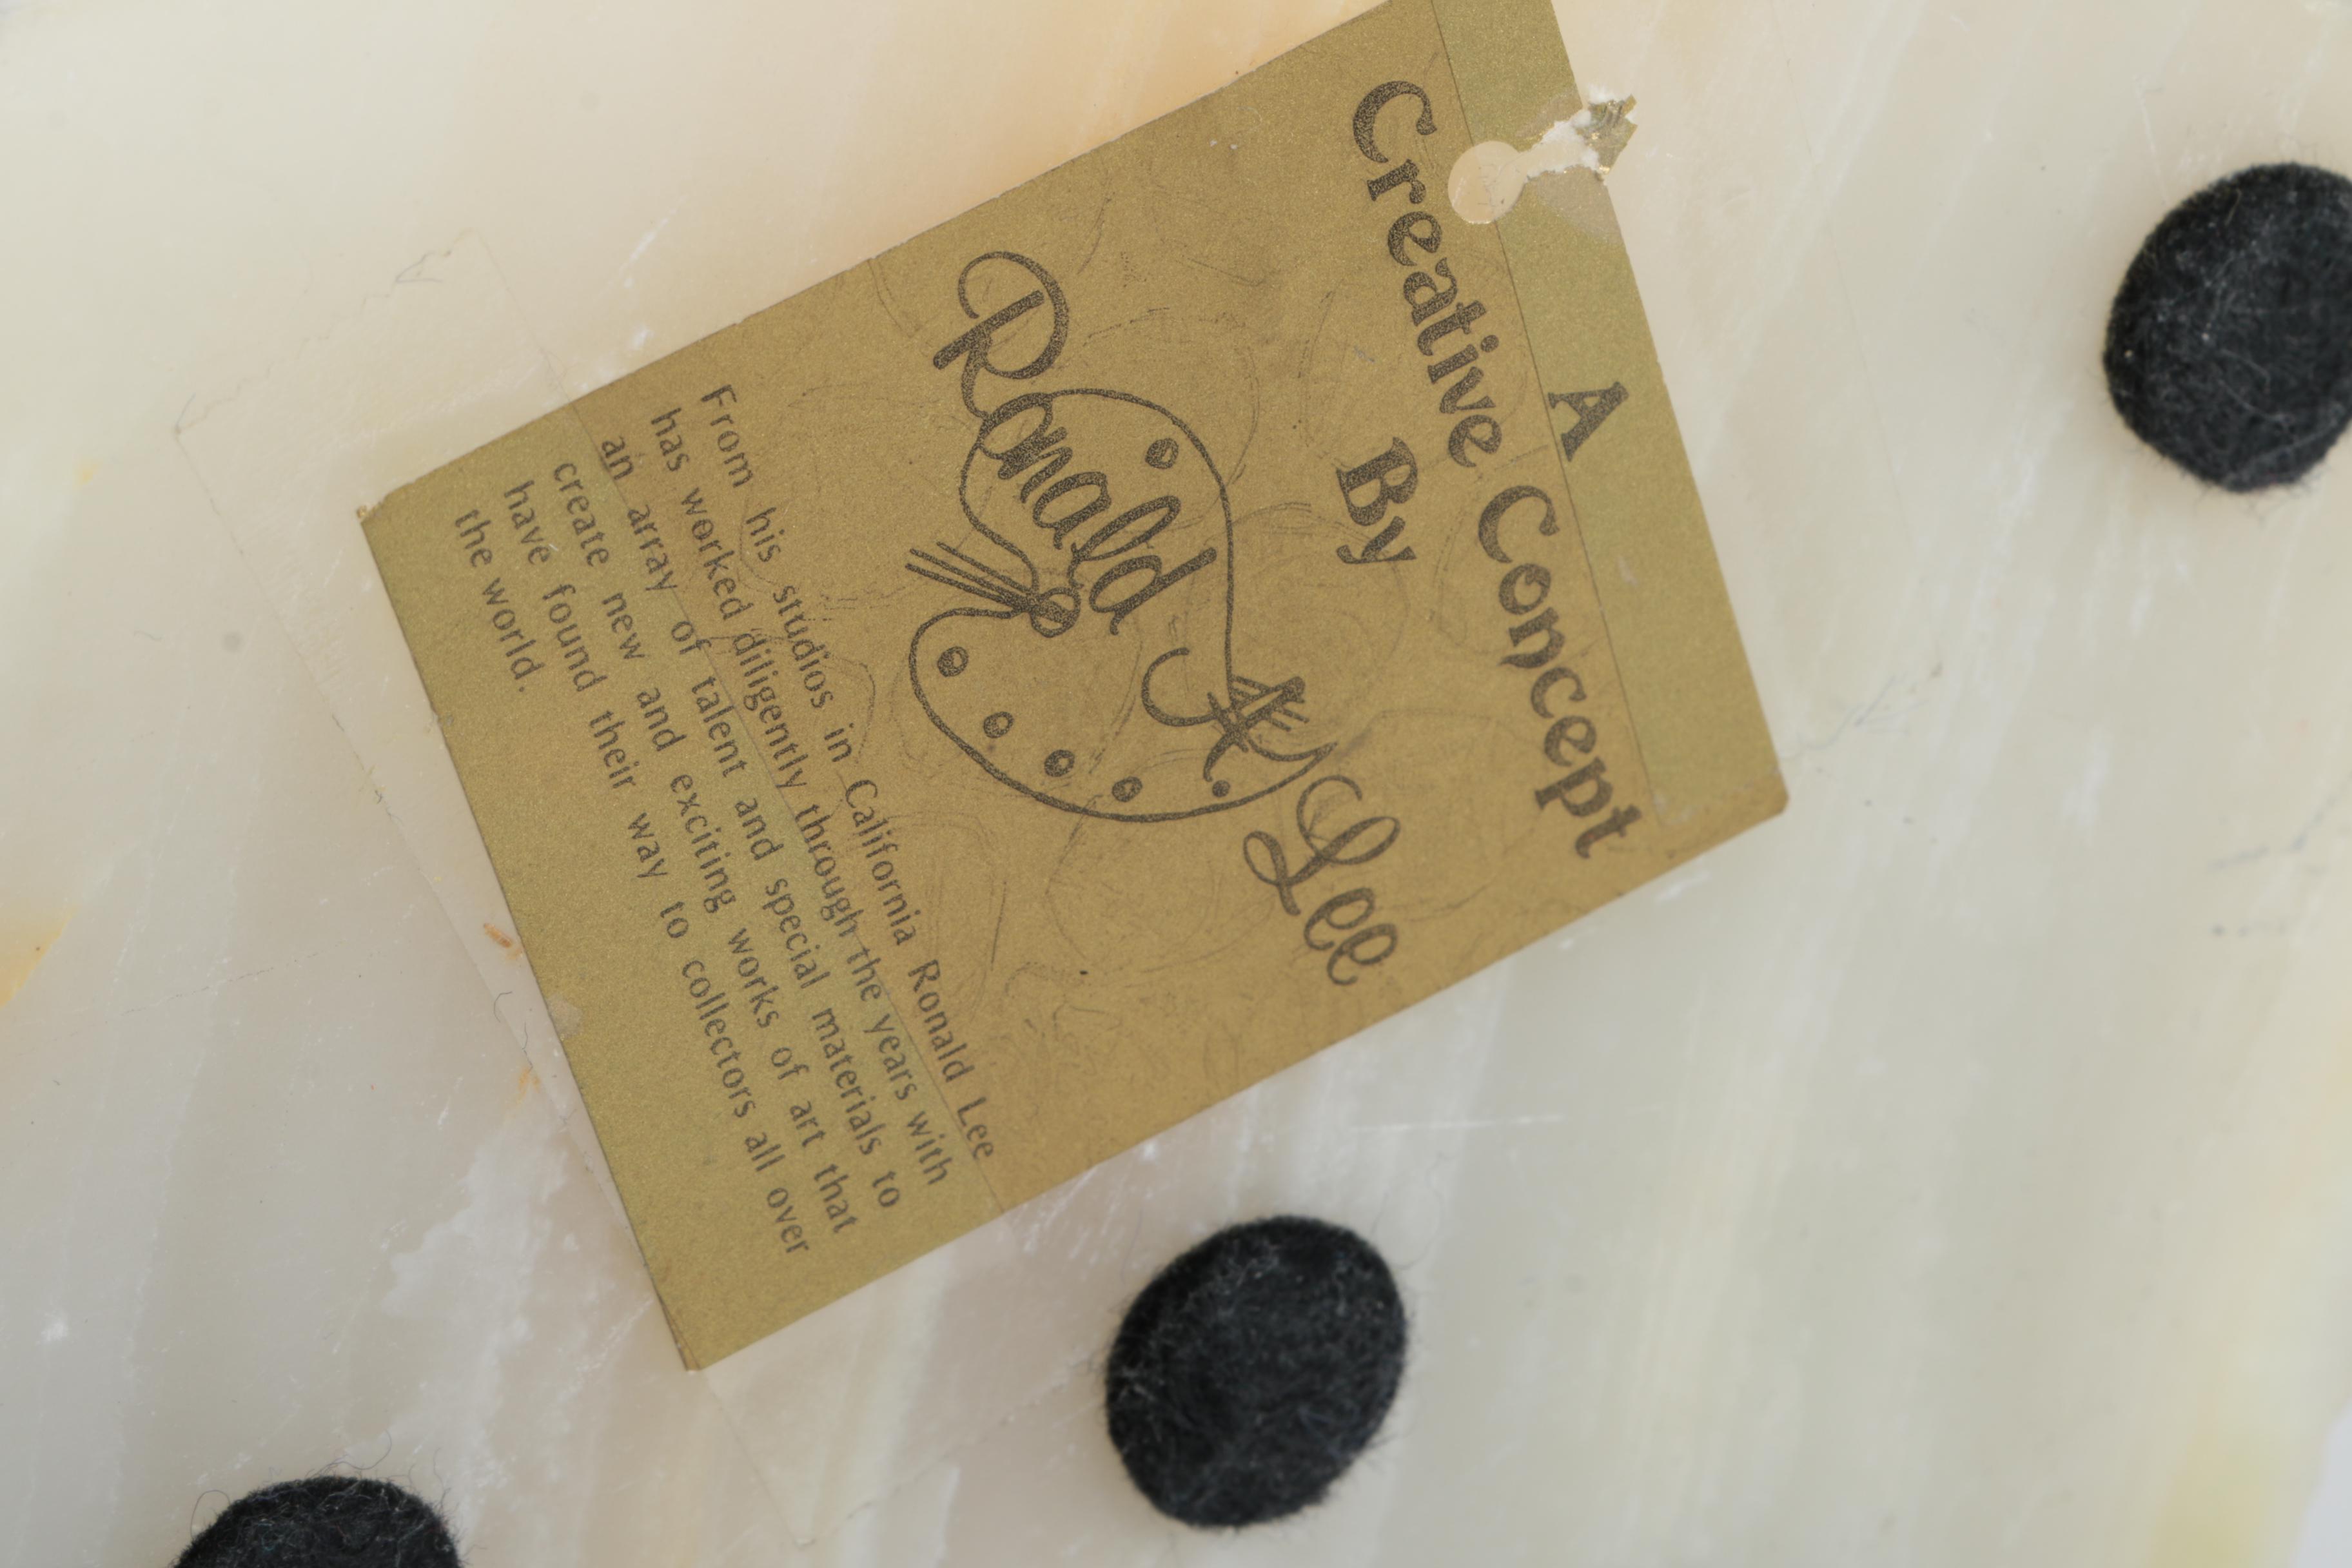 A
Creative Concept
By
Ronald A. Lee
From his studios in California Ronald Lee
has worked diligently through the years with
an array of talent and special materials to
create new and exciting works of art that
have found their way to collectors all over
the world.